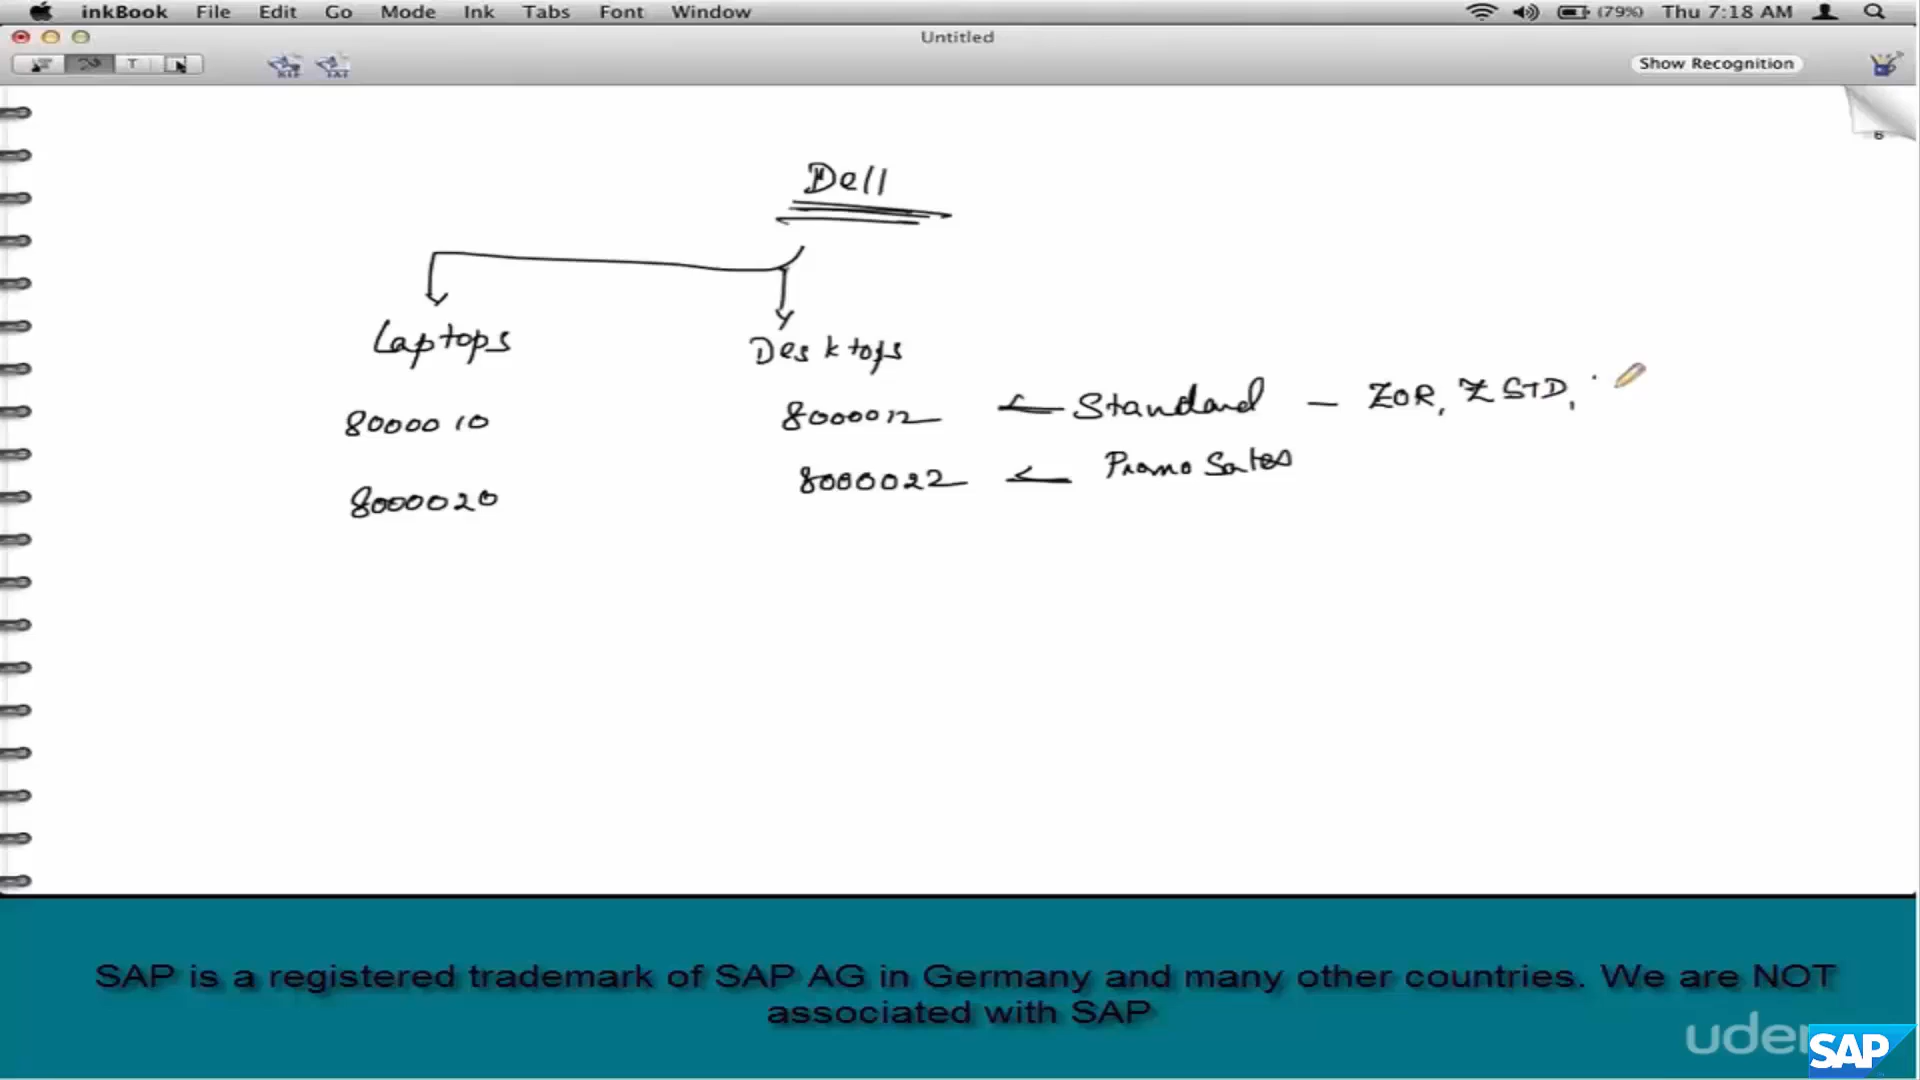 inkBook File Edit Go Mode Ink Tabs Font Window (79%) Thu 7:18 AM
Untitled
T Show Recognition
6
Dell
Laptops Desktops
8000010 8000012 Standard - ZOR, ZSTD,
8000020 8000022 Promo Sales
SAP is a registered trademark of SAP AG in Germany and many other countries. We are NOT
associated with SAP
SAP